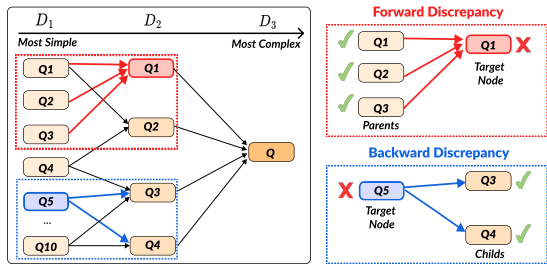 D₁ D₂ D₃
Most Simple
Most Complex
Q1
Q2
Q3
Q4
Q5
...
Q10
Q1
Q2
Q3
Q4
Q
Forward Discrepancy
Q1
Q2
Q3
Parents
Q1
Target
Node
Backward Discrepancy
Q5
Target
Node
Q3
Q4
Childs